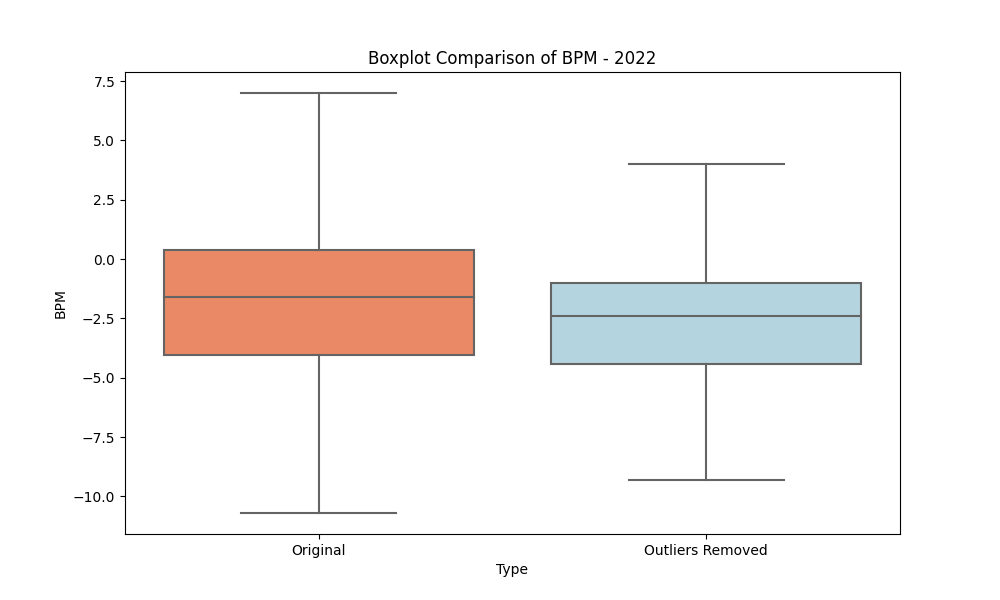 Boxplot Comparison of BPM - 2022
7.5
5.0
2.5
0.0
−2.5
−5.0
−7.5
−10.0
BPM
Original
Outliers Removed
Type